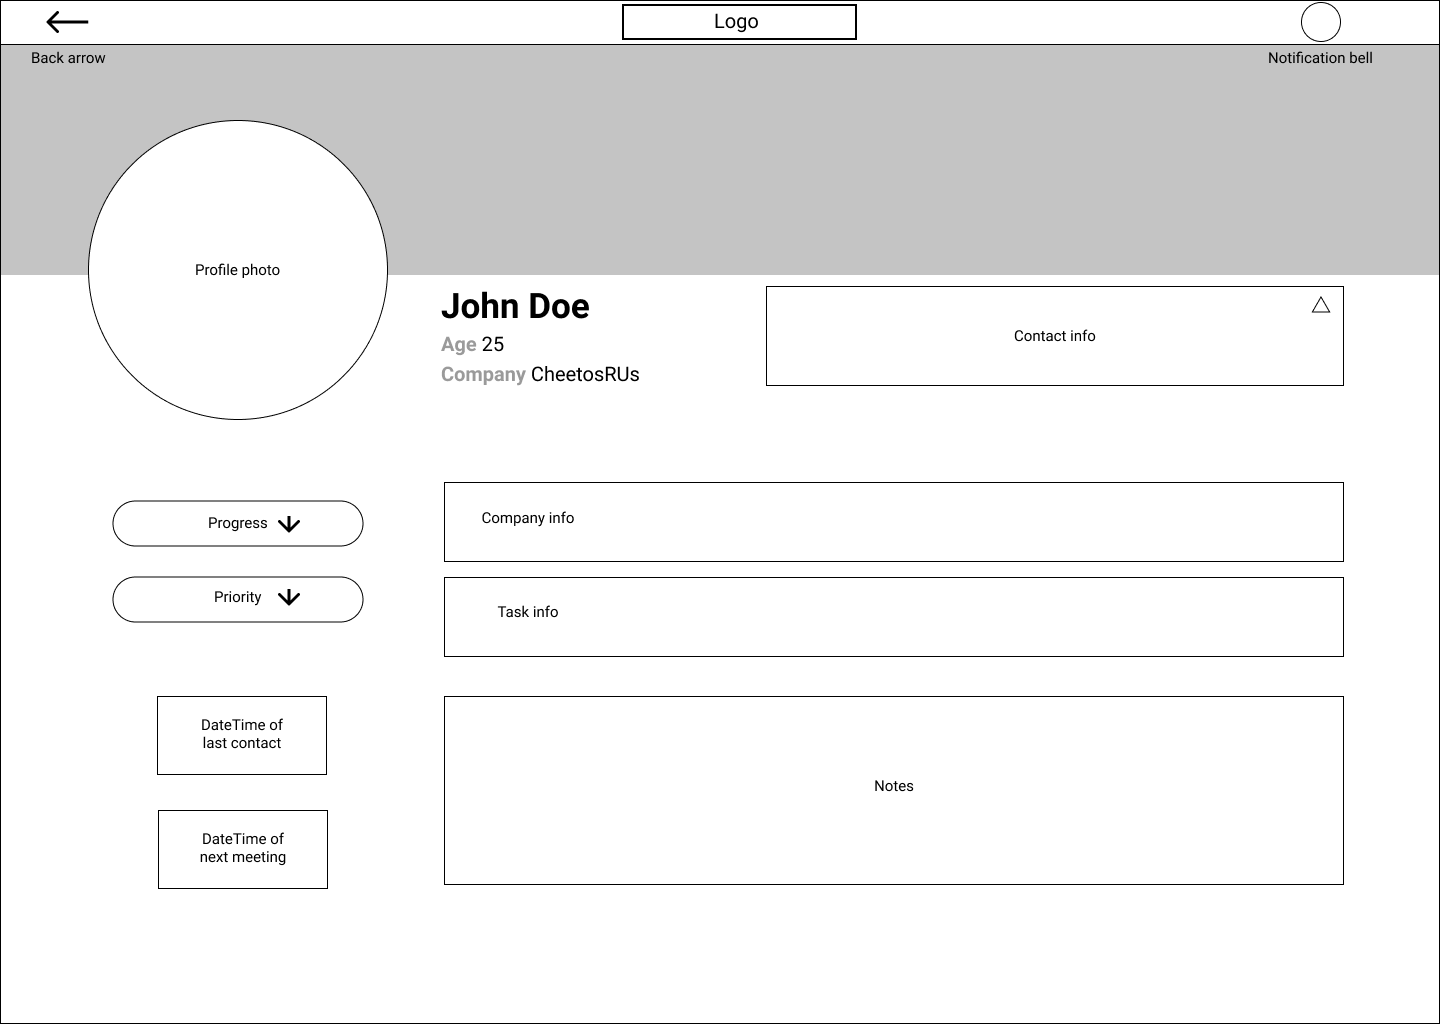 Logo
Back arrow
Notification bell
Profile photo
John Doe
Age 25
Company CheetosRUs
Contact info
Progress
Priority
Company info
Task info
DateTime of
last contact
DateTime of
next meeting
Notes